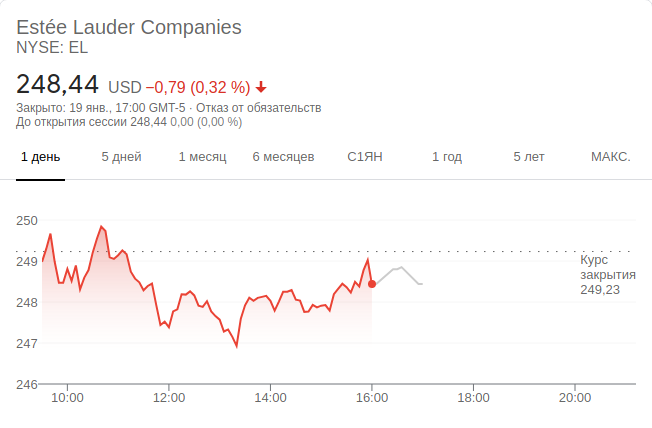 Estée Lauder Companies
NYSE: EL
248,44 USD −0,79 (0,32 %)
Закрыто: 19 янв., 17:00 GMT-5 · Отказ от обязательств
До открытия сессии 248,44 0,00 (0,00 %)
1 день 5 дней 1 месяц 6 месяцев С1ЯН 1 год 5 лет МАКС.
250
249
248
247
246
Курс
закрытия
249,23
10:00 12:00 14:00 16:00 18:00 20:00